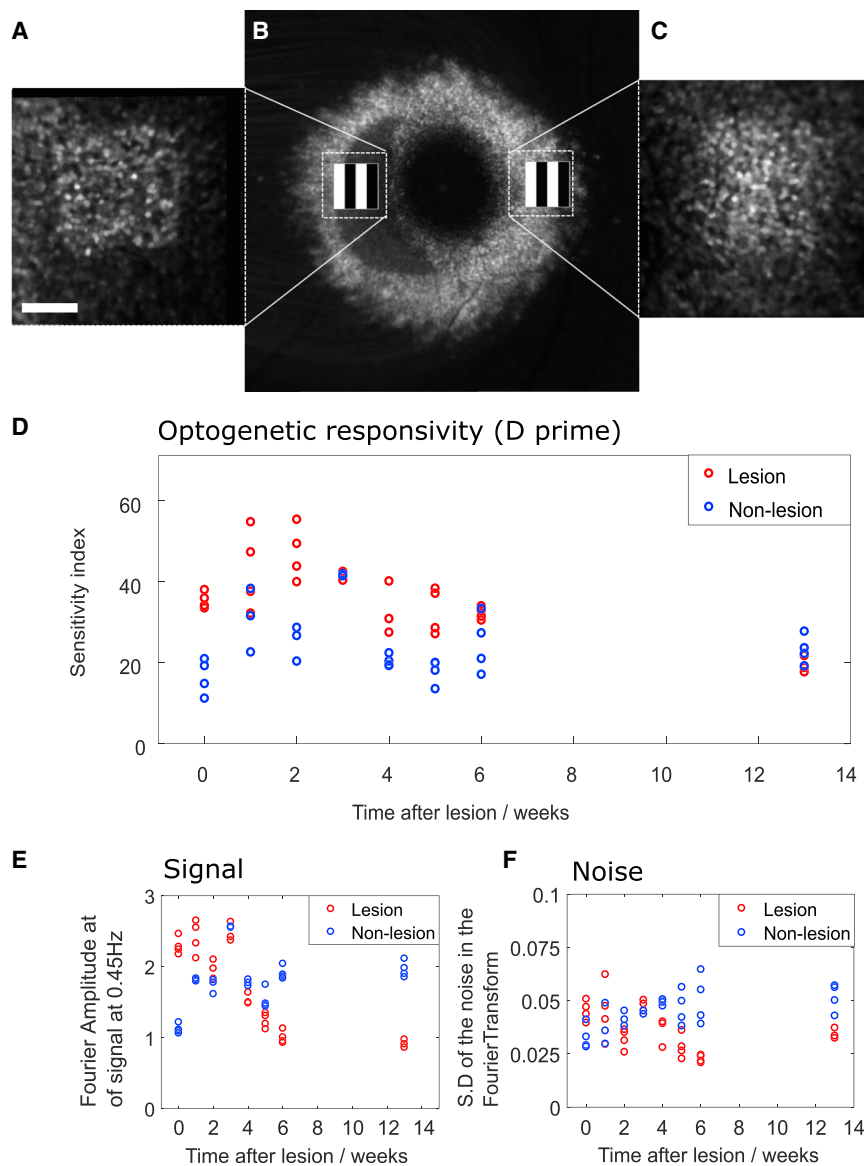 A
B
C
D
Optogenetic responsivity (D prime)
Lesion
Non-lesion
60
40
20
0
Sensitivity index
0 2 4 6 8 10 12 14
Time after lesion / weeks
E
Signal
3
2
1
0
Lesion
Non-lesion
Fourier Amplitude at
of signal at 0.45Hz
0 2 4 6 8 10 12 14
Time after lesion / weeks
F
Noise
0.1
0.075
0.05
0.025
0
Lesion
Non-lesion
S.D of the noise in the
FourierTransform
0 2 4 6 8 10 12 14
Time after lesion / weeks